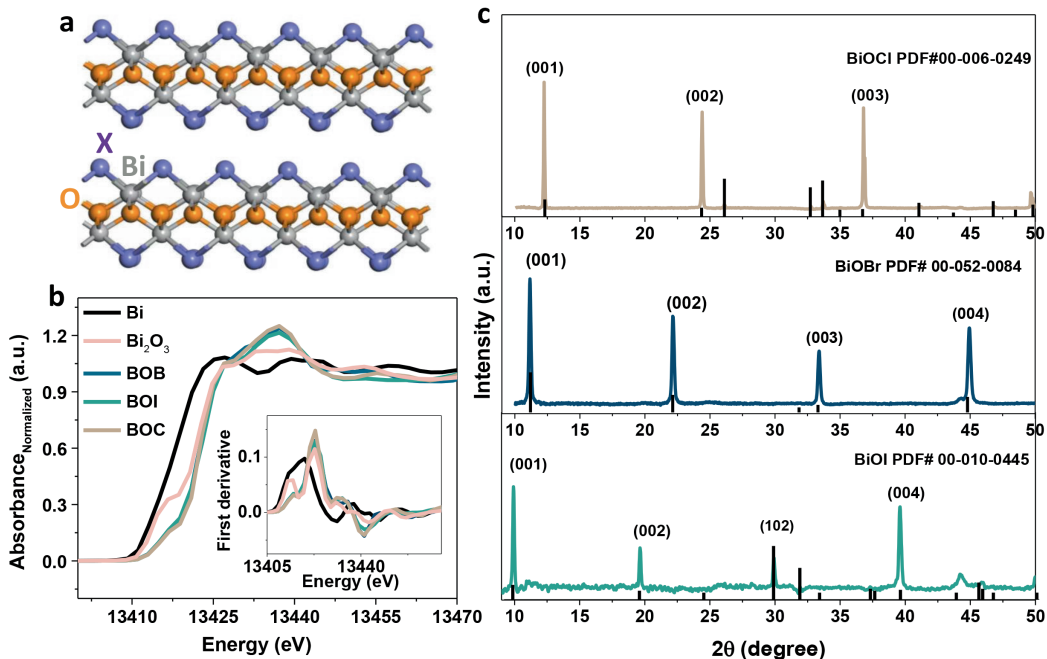 a
X
Bi
O
b
Bi
Bi₂O₃
BOB
BOI
BOC
Absorbance_Normalized (a.u.)
1.2
0.9
0.6
0.3
0.0
13410
13425
13440
13455
13470
Energy (eV)
First derivative
0.1
0.0
13405
13440
Energy (eV)
c
Intensity (a.u.)
BiOCl PDF#00-006-0249
(001)
(002)
(003)
10 15 20 25 30 35 40 45 50
BiOBr PDF# 00-052-0084
(001)
(002)
(003)
(004)
10 15 20 25 30 35 40 45 50
BiOI PDF# 00-010-0445
(001)
(002)
(102)
(004)
10 15 20 25 30 35 40 45 50
2θ (degree)